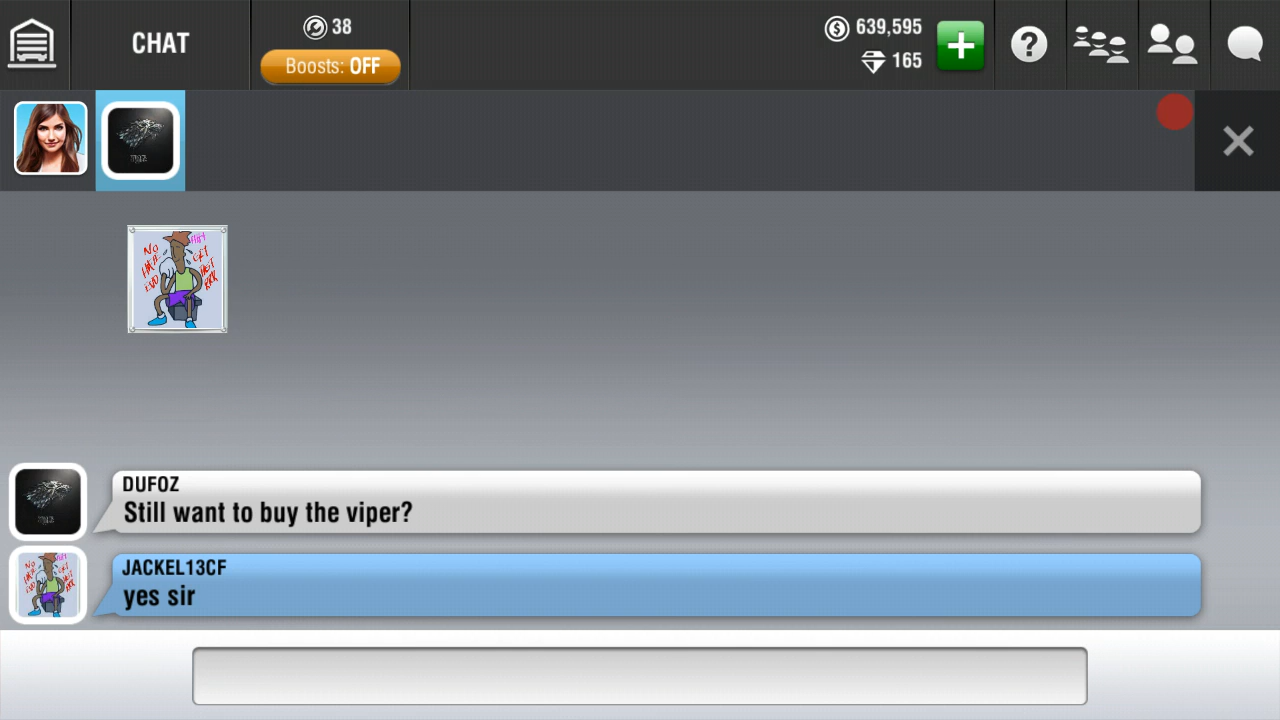 CHAT
38
Boosts: OFF
639,595
165
?
DUFOZ
Still want to buy the viper?
JACKEL13CF
yes sir